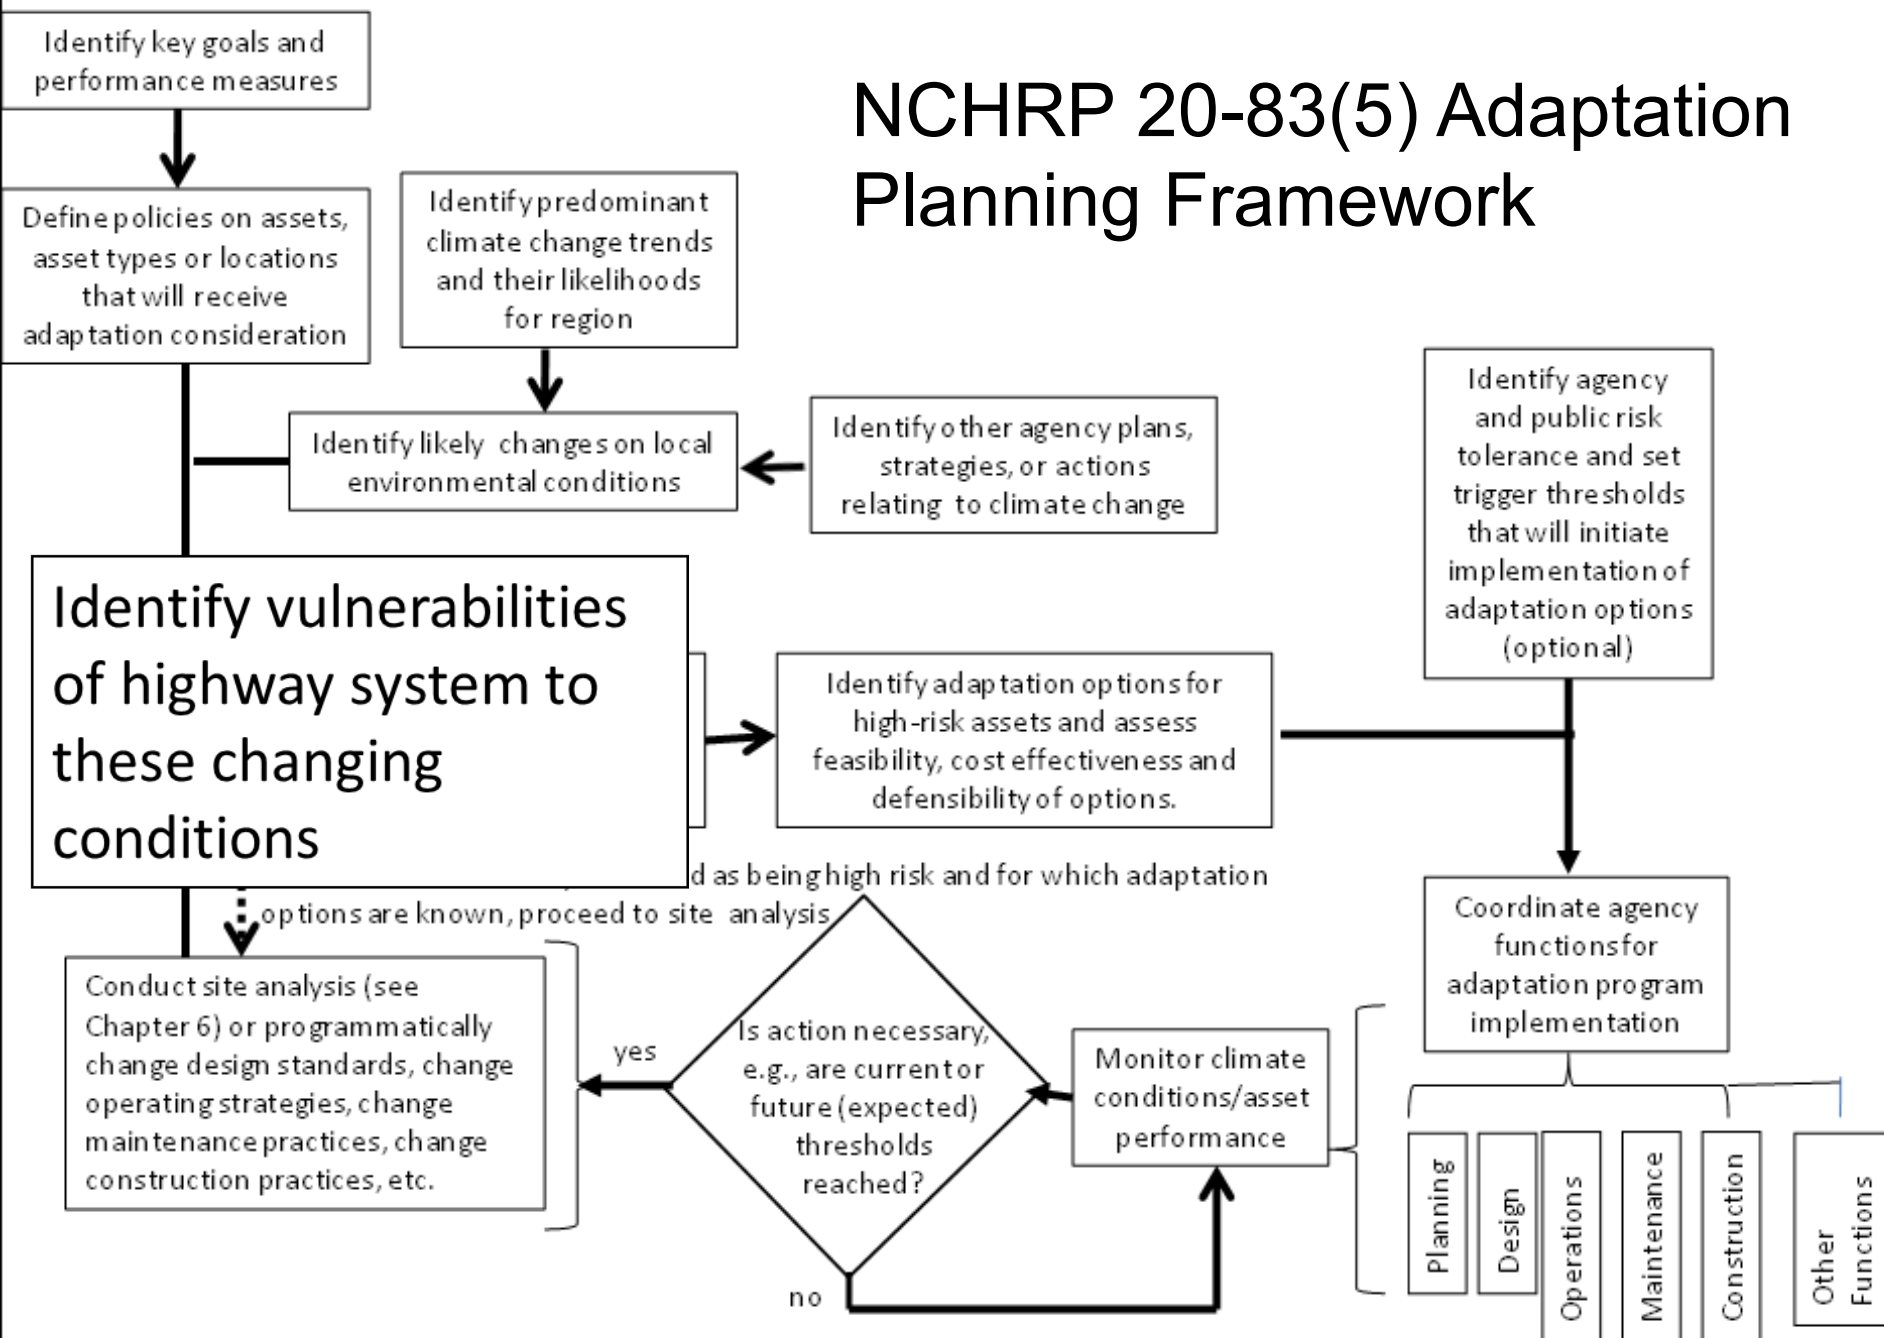 Identify key goals and
performance measures
NCHRP 20-83(5) Adaptation
Planning Framework
Define policies on assets,
asset types or locations
that will receive
adaptation consideration
Identify predominant
climate change trends
and their likelihoods
for region
Identify likely changes on local
environmental conditions
Identify other agency plans,
strategies, or actions
relating to climate change
Identify agency
and public risk
tolerance and set
trigger thresholds
that will initiate
implementation of
adaptation options
(optional)
Identify vulnerabilities
of highway system to
these changing
conditions
Identify adaptation options for
high-risk assets and assess
feasibility, cost effectiveness and
defensibility of options.
as being high risk and for which adaptation
options are known, proceed to site analysis
Coordinate agency
functions for
adaptation program
implementation
Conduct site analysis (see
Chapter 6) or programmatically
change design standards, change
operating strategies, change
maintenance practices, change
construction practices, etc.
yes
Is action necessary,
e.g., are current or
future (expected)
thresholds
reached?
no
Monitor climate
conditions/asset
performance
Planning
Design
Operations
Maintenance
Construction
Other
Functions